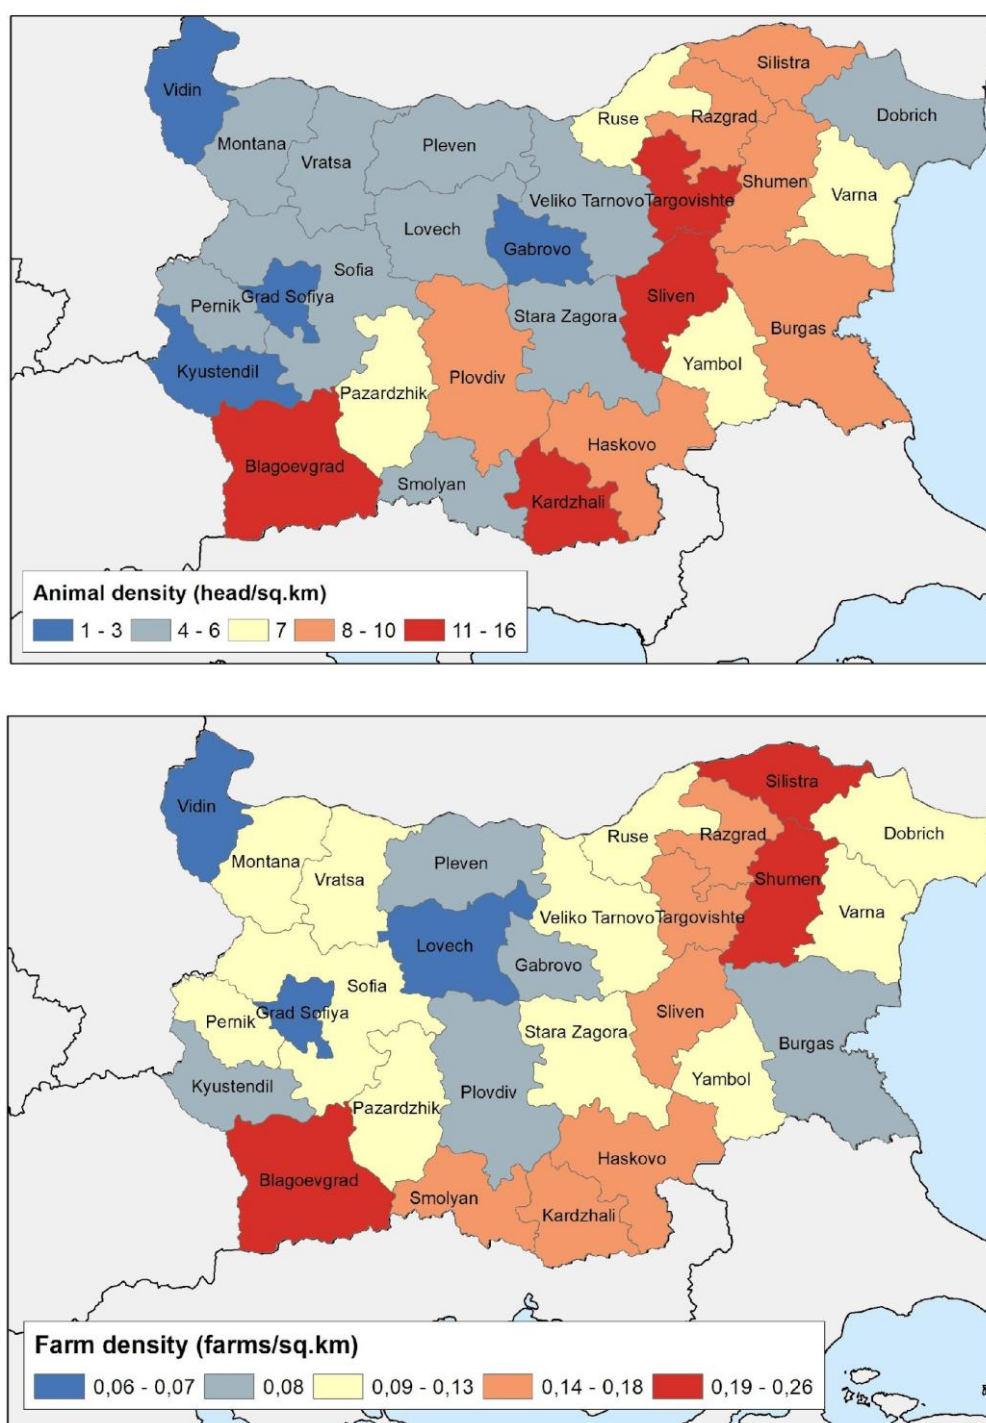 Silistra
Vidin
Dobrich
Ruse
Razgrad
Montana
Pleven
Vratsa
Shumen
Varna
Veliko Tarnovo
Targovishte
Lovech
Gabrovo
Sofia
Pernik
Grad Sofiya
Sliven
Stara Zagora
Burgas
Kyustendil
Yambol
Plovdiv
Pazardzhik
Haskovo
Blagoevgrad
Smolyan
Kardzhali
Animal density (head/sq.km)
1 - 3 4 - 6 7 8 - 10 11 - 16
Silistra
Vidin
Dobrich
Ruse
Razgrad
Montana
Pleven
Vratsa
Shumen
Varna
Veliko Tarnovo
Targovishte
Lovech
Gabrovo
Sofia
Grad Sofiya
Pernik
Sliven
Stara Zagora
Burgas
Kyustendil
Yambol
Plovdiv
Pazardzhik
Haskovo
Blagoevgrad
Smolyan
Kardzhali
Farm density (farms/sq.km)
0,06 - 0,07 0,08 0,09 - 0,13 0,14 - 0,18 0,19 - 0,26